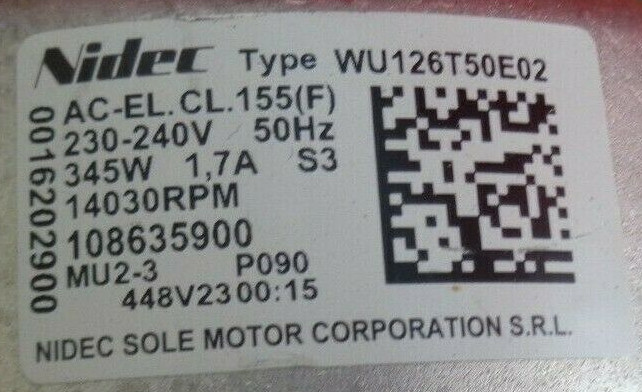 Nidec Type WU126T50E02
AC-EL.CL.155(F)
230-240V 50Hz
345W 1,7A S3
14030RPM
108635900
MU2-3 P090
448V23 00:15
NIDEC SOLE MOTOR CORPORATION S.R.L.
0016202900